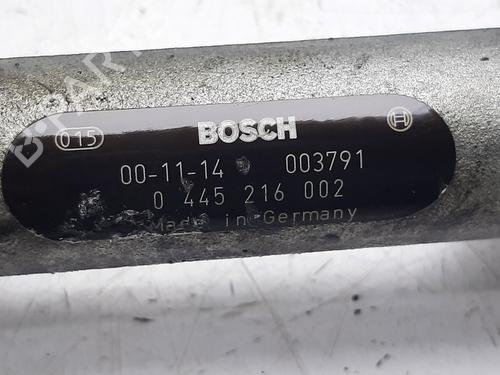 015 BOSCH
00-11-14 003791
0 445 216 002
Made in Germany